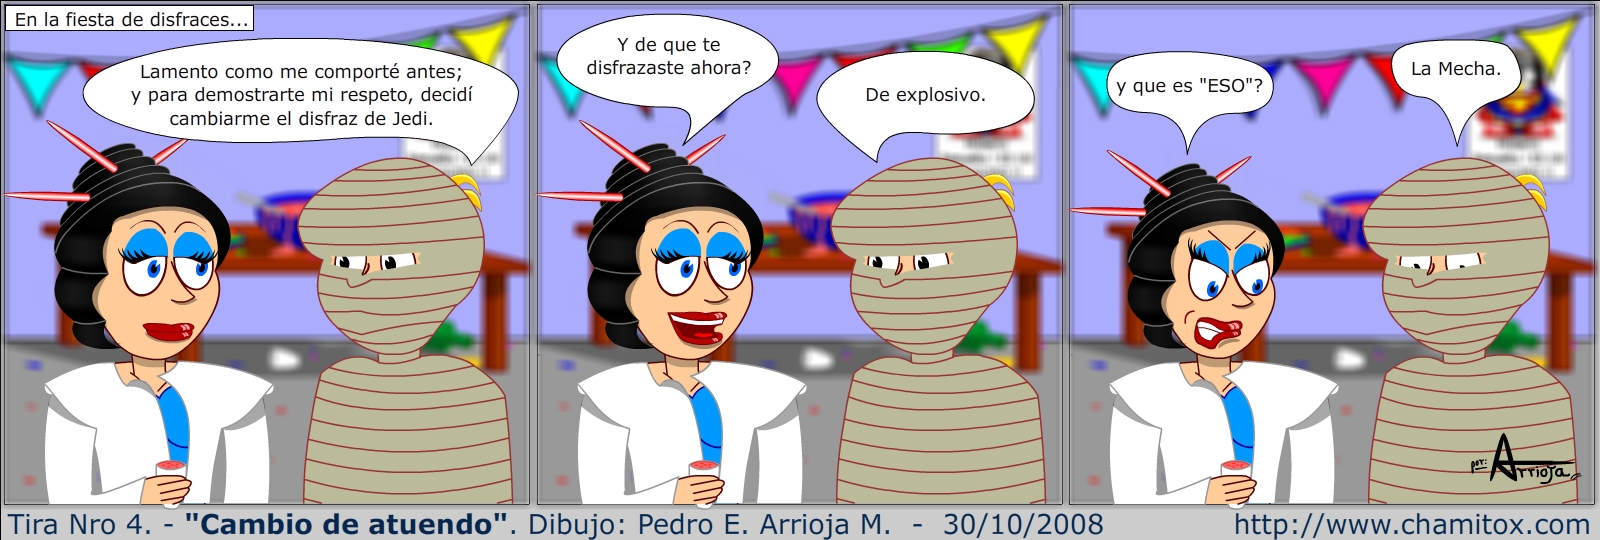 En la fiesta de disfraces...
Lamento como me comporté antes;
y para demostrarte mi respeto, decidí
cambiarme el disfraz de Jedi.
Y de que te
disfrazaste ahora?
De explosivo.
y que es "ESO"?
La Mecha.
por: Arrioja
Tira Nro 4. - "Cambio de atuendo". Dibujo: Pedro E. Arrioja M. - 30/10/2008
http://www.chamitox.com